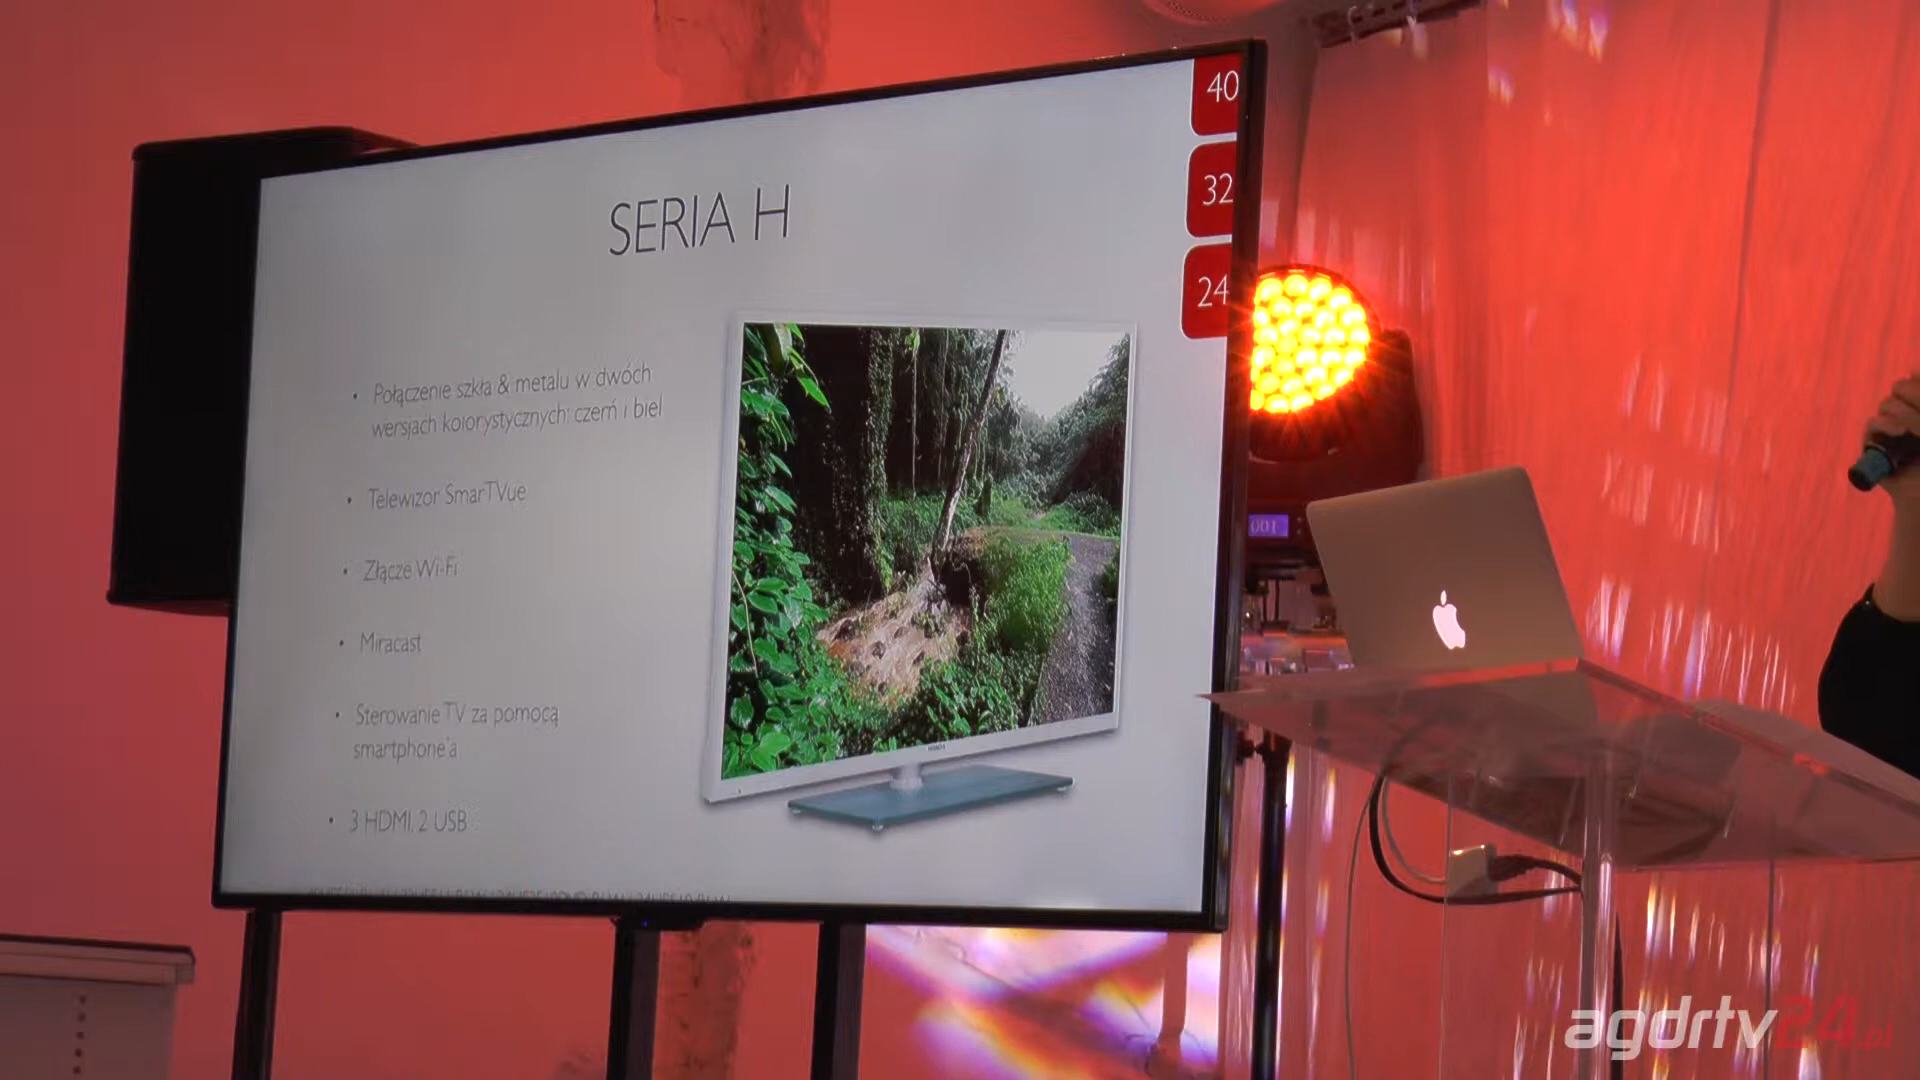 40
32
24
SERIA H
• Połączenie szkła & metalu w dwóch
wersjach kolorystycznych: czerń i biel
• Telewizor SmarTVue
• Złącze Wi-Fi
• Miracast
• Sterowanie TV za pomocą
smartphone'a
• 3 HDMI, 2 USB
HITACHI
001
agdrtv24.pl